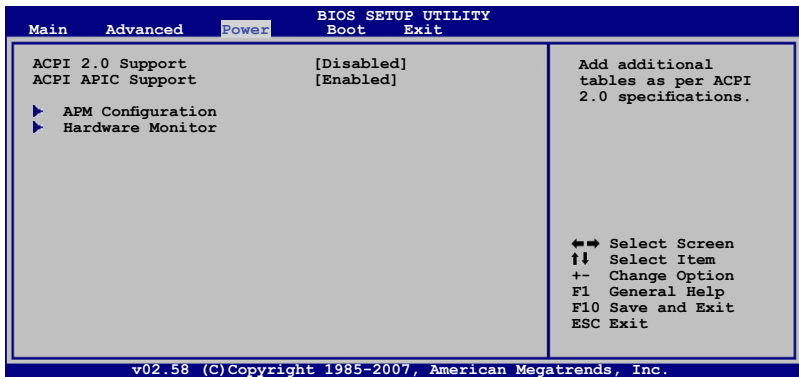 BIOS SETUP UTILITY
Main Advanced Power Boot Exit
ACPI 2.0 Support [Disabled]
ACPI APIC Support [Enabled]
APM Configuration
Hardware Monitor
Add additional
tables as per ACPI
2.0 specifications.
←→ Select Screen
↑↓ Select Item
+- Change Option
F1 General Help
F10 Save and Exit
ESC Exit
v02.58 (C)Copyright 1985-2007, American Megatrends, Inc.